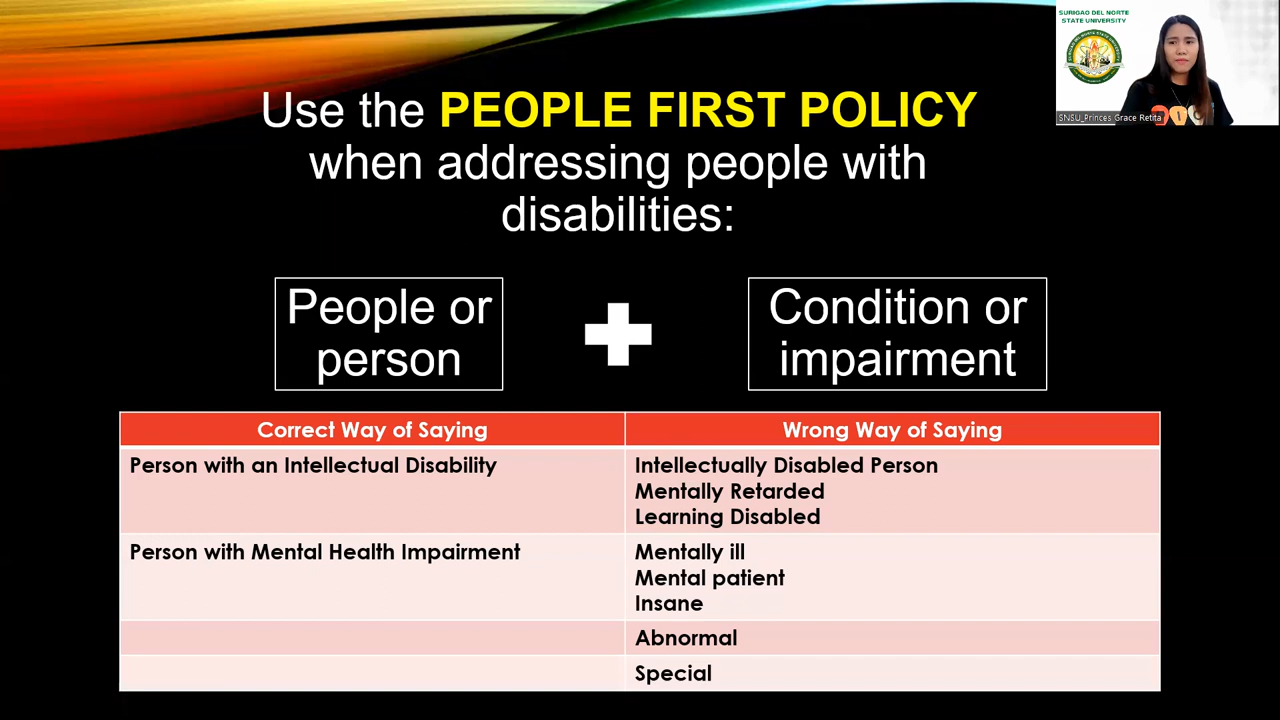 SURIGAO DEL NORTE
STATE UNIVERSITY
SNSU_Princes Grace Retita
Use the PEOPLE FIRST POLICY
when addressing people with
disabilities:
People or
person
Condition or
impairment
Correct Way of Saying
Wrong Way of Saying
Person with an Intellectual Disability
Intellectually Disabled Person
Mentally Retarded
Learning Disabled
Person with Mental Health Impairment
Mentally ill
Mental patient
Insane
Abnormal
Special